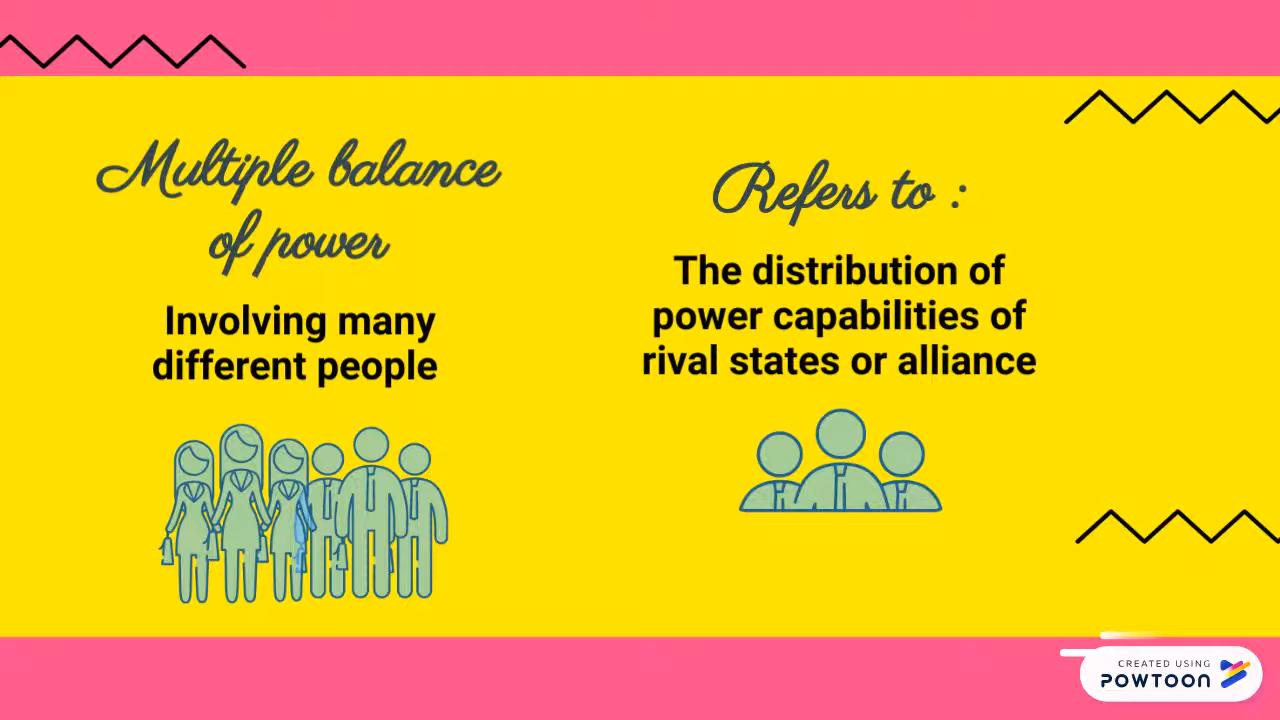 Multiple balance
of power
Involving many
different people
Refers to :
The distribution of
power capabilities of
rival states or alliance
CREATED USING
POWTOON